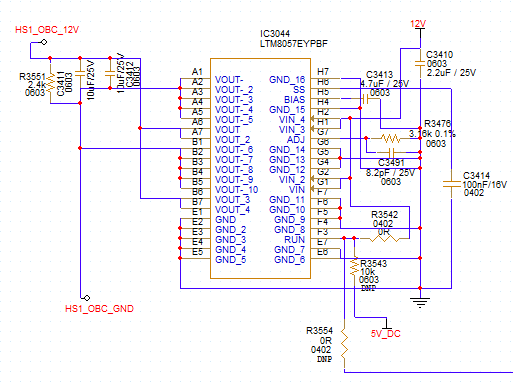 12V
HS1_OBC_12V
IC3044
LTM8057EYPBF
R3551
2.4k
0603
C3411
0603
10uF/25V
C3412
0603
10uF/25V
C3410
0603
2.2uF / 25V
C3413
4.7uF / 25V
0603
R3476
3.16k 0.1%
0603
C3491
8.2pF / 25V
0603
C3414
100nF/16V
0402
R3542
0402
0R
R3543
10k
0603
DNP
5V_DC
R3554
0R
0402
DNP
HS1_OBC_GND
A1 VOUT-
A2 VOUT-_2
A3 VOUT-_3
A4 VOUT-_4
A5 VOUT-_5
A6 VOUT
A7 VOUT_2
B1 VOUT-_6
B2 VOUT-_7
B3 VOUT-_8
B4 VOUT-_9
B5 VOUT-_10
B6 VOUT_3
B7 VOUT_4
E1 GND
E2 GND_2
E3 GND_3
E4 GND_4
E5 GND_5
GND_16 H7
SS H6
BIAS H5
GND_15 H4
VIN_4 H2
VIN_3 H1
ADJ G7
GND_14 G6
GND_13 G5
GND_12 G4
VIN_2 G2
VIN G1
GND_11 F7
GND_10 F6
GND_9 F5
GND_8 F4
RUN F3
GND_7 E7
GND_6 E6